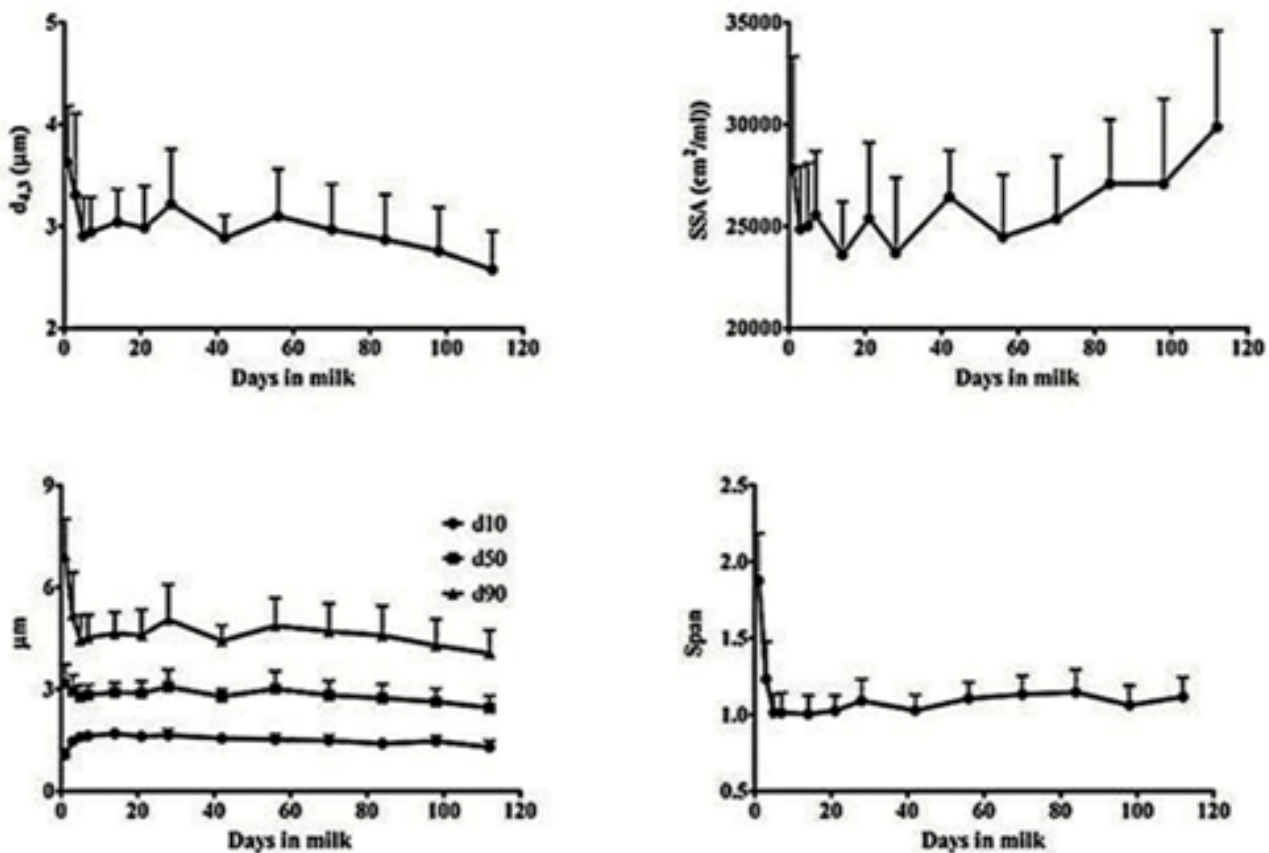 5
4
3
2
d4,3 (µm)
0 20 40 60 80 100 120
Days in milk
35000
30000
25000
20000
SSA (cm²/ml))
0 20 40 60 80 100 120
Days in milk
9
6
3
0
µm
d10
d50
d90
0 20 40 60 80 100 120
Days in milk
2.5
2.0
1.5
1.0
0.5
Span
0 20 40 60 80 100 120
Days in milk